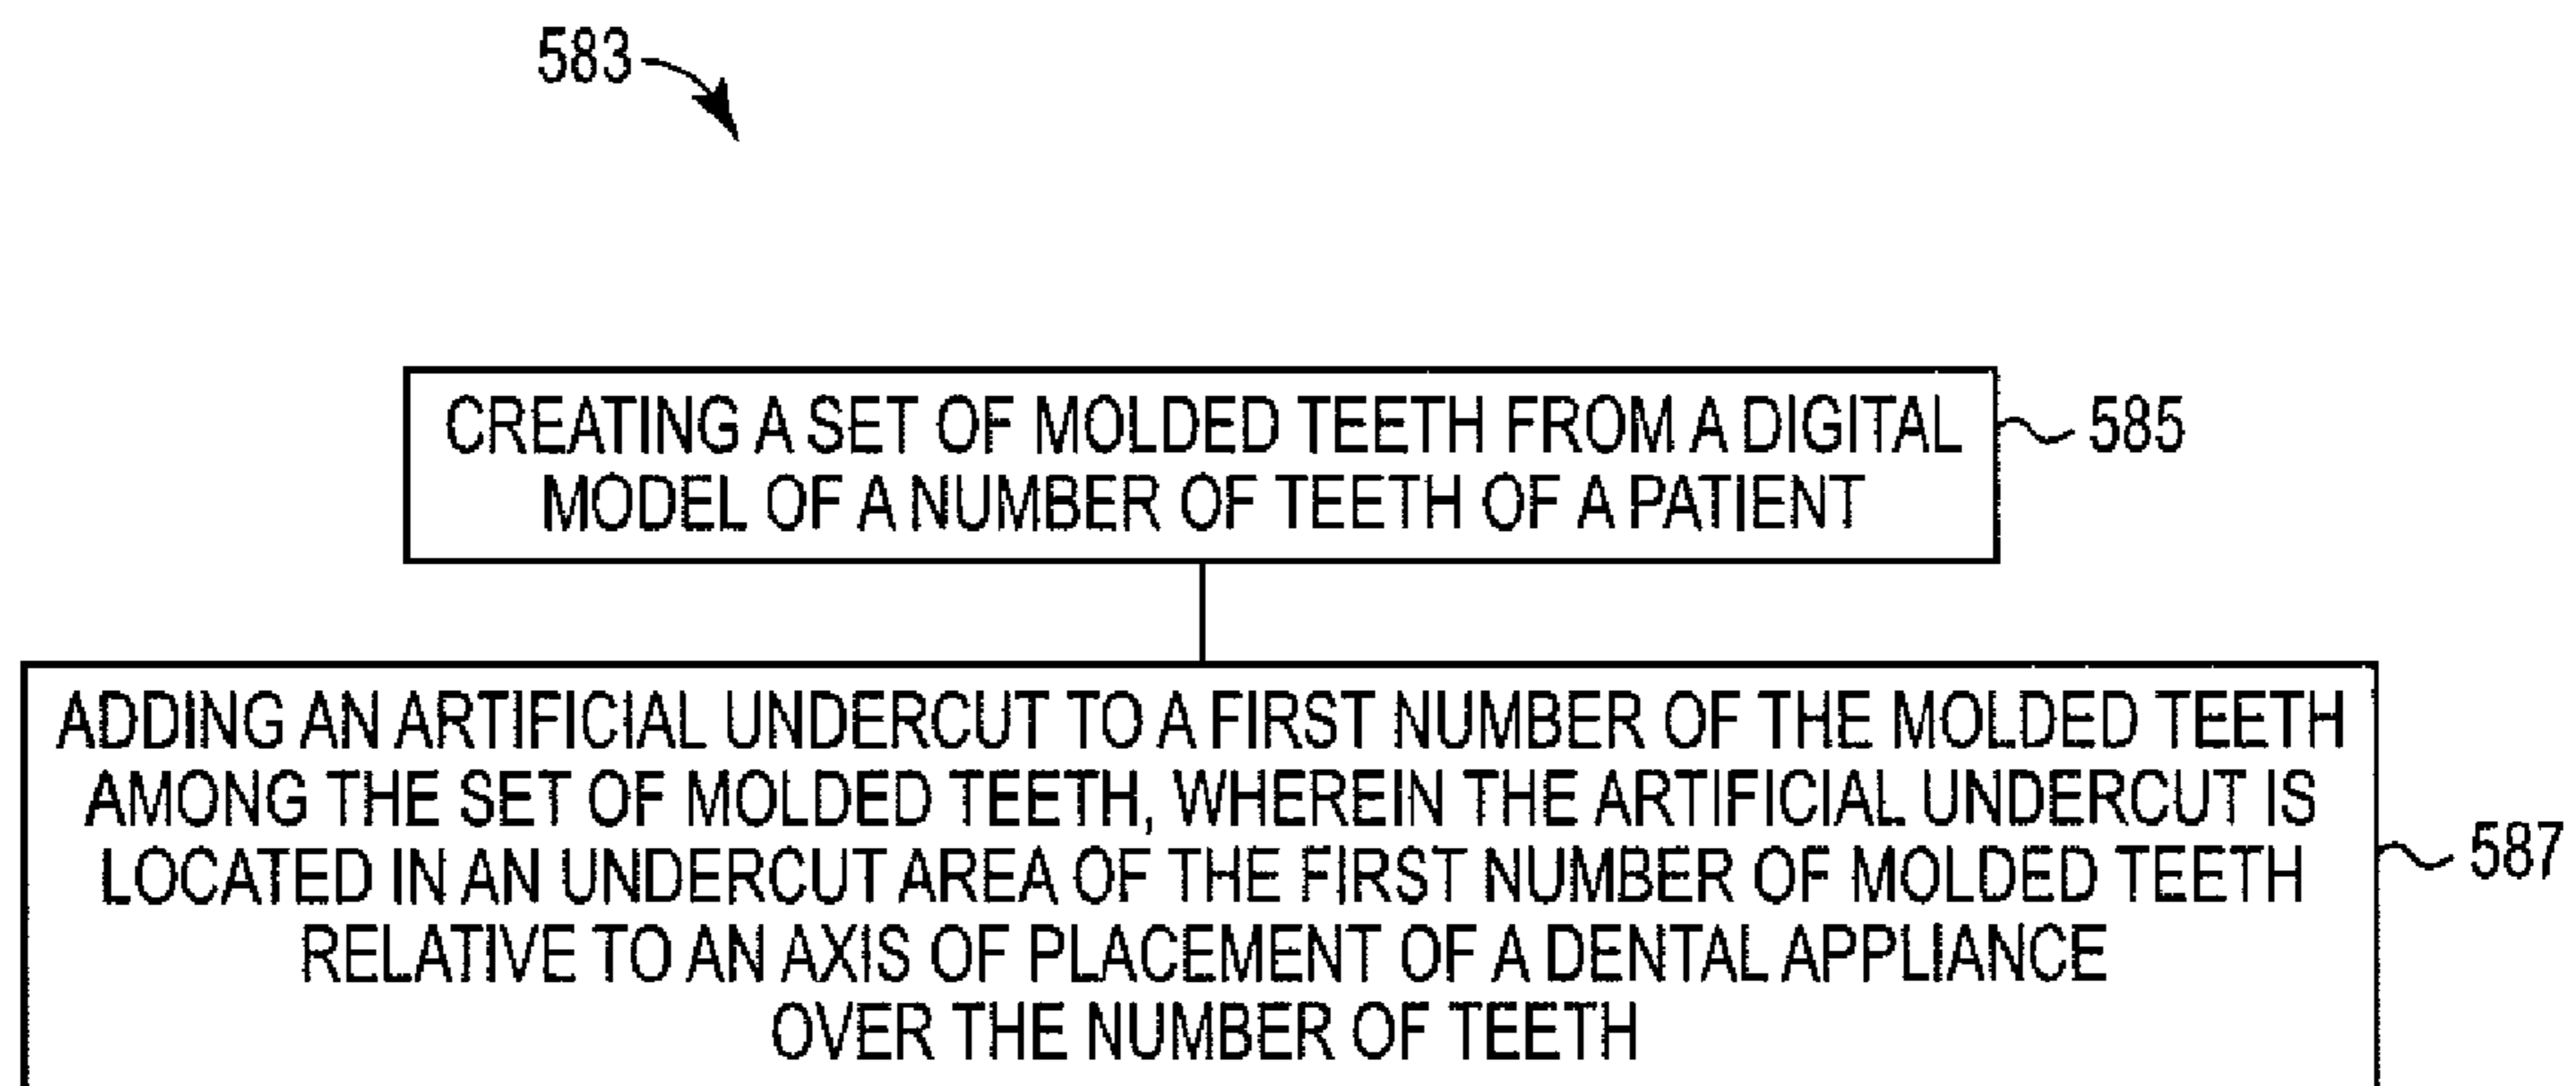 583
CREATING A SET OF MOLDED TEETH FROM A DIGITAL
MODEL OF A NUMBER OF TEETH OF A PATIENT
585
ADDING AN ARTIFICIAL UNDERCUT TO A FIRST NUMBER OF THE MOLDED TEETH
AMONG THE SET OF MOLDED TEETH, WHEREIN THE ARTIFICIAL UNDERCUT IS
LOCATED IN AN UNDERCUT AREA OF THE FIRST NUMBER OF MOLDED TEETH
RELATIVE TO AN AXIS OF PLACEMENT OF A DENTAL APPLIANCE
OVER THE NUMBER OF TEETH
587